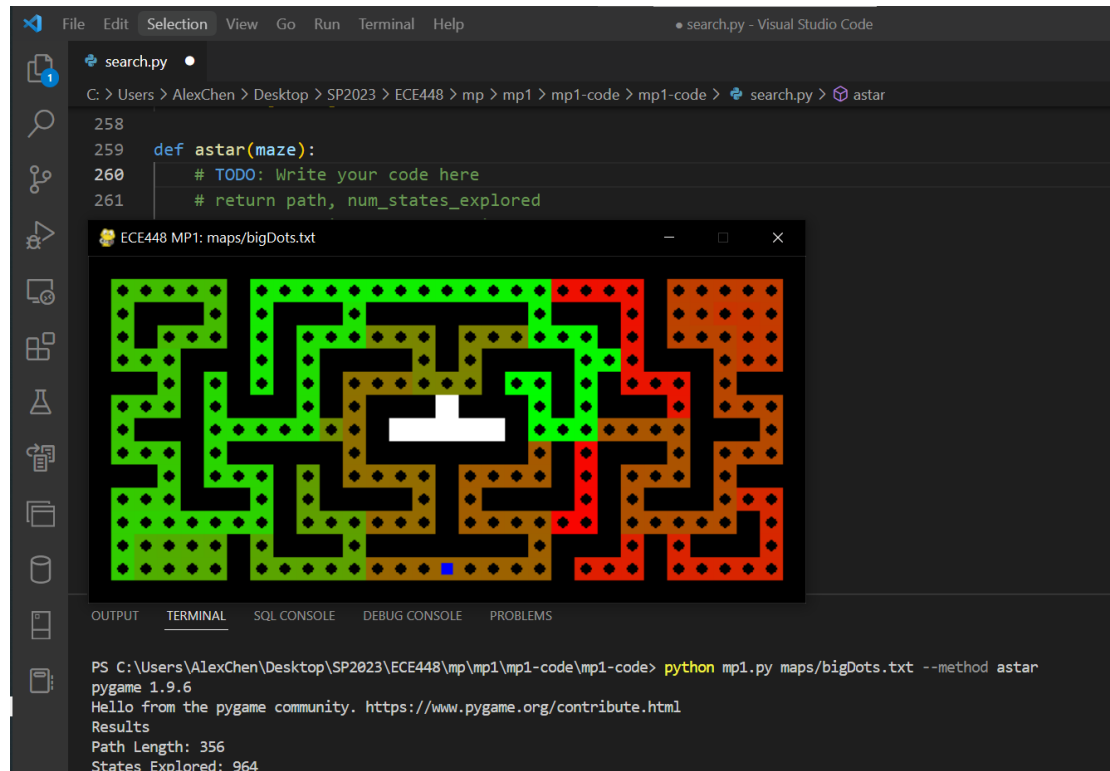 File Edit Selection View Go Run Terminal Help ● search.py - Visual Studio Code
search.py ●
C: > Users > AlexChen > Desktop > SP2023 > ECE448 > mp > mp1 > mp1-code > mp1-code > search.py > astar
258
259 def astar(maze):
260 # TODO: Write your code here
261 # return path, num_states_explored
1
ECE448 MP1: maps/bigDots.txt
OUTPUT TERMINAL SQL CONSOLE DEBUG CONSOLE PROBLEMS
PS C:\Users\AlexChen\Desktop\SP2023\ECE448\mp\mp1\mp1-code\mp1-code> python mp1.py maps/bigDots.txt --method astar
pygame 1.9.6
Hello from the pygame community. https://www.pygame.org/contribute.html
Results
Path Length: 356
States Explored: 964